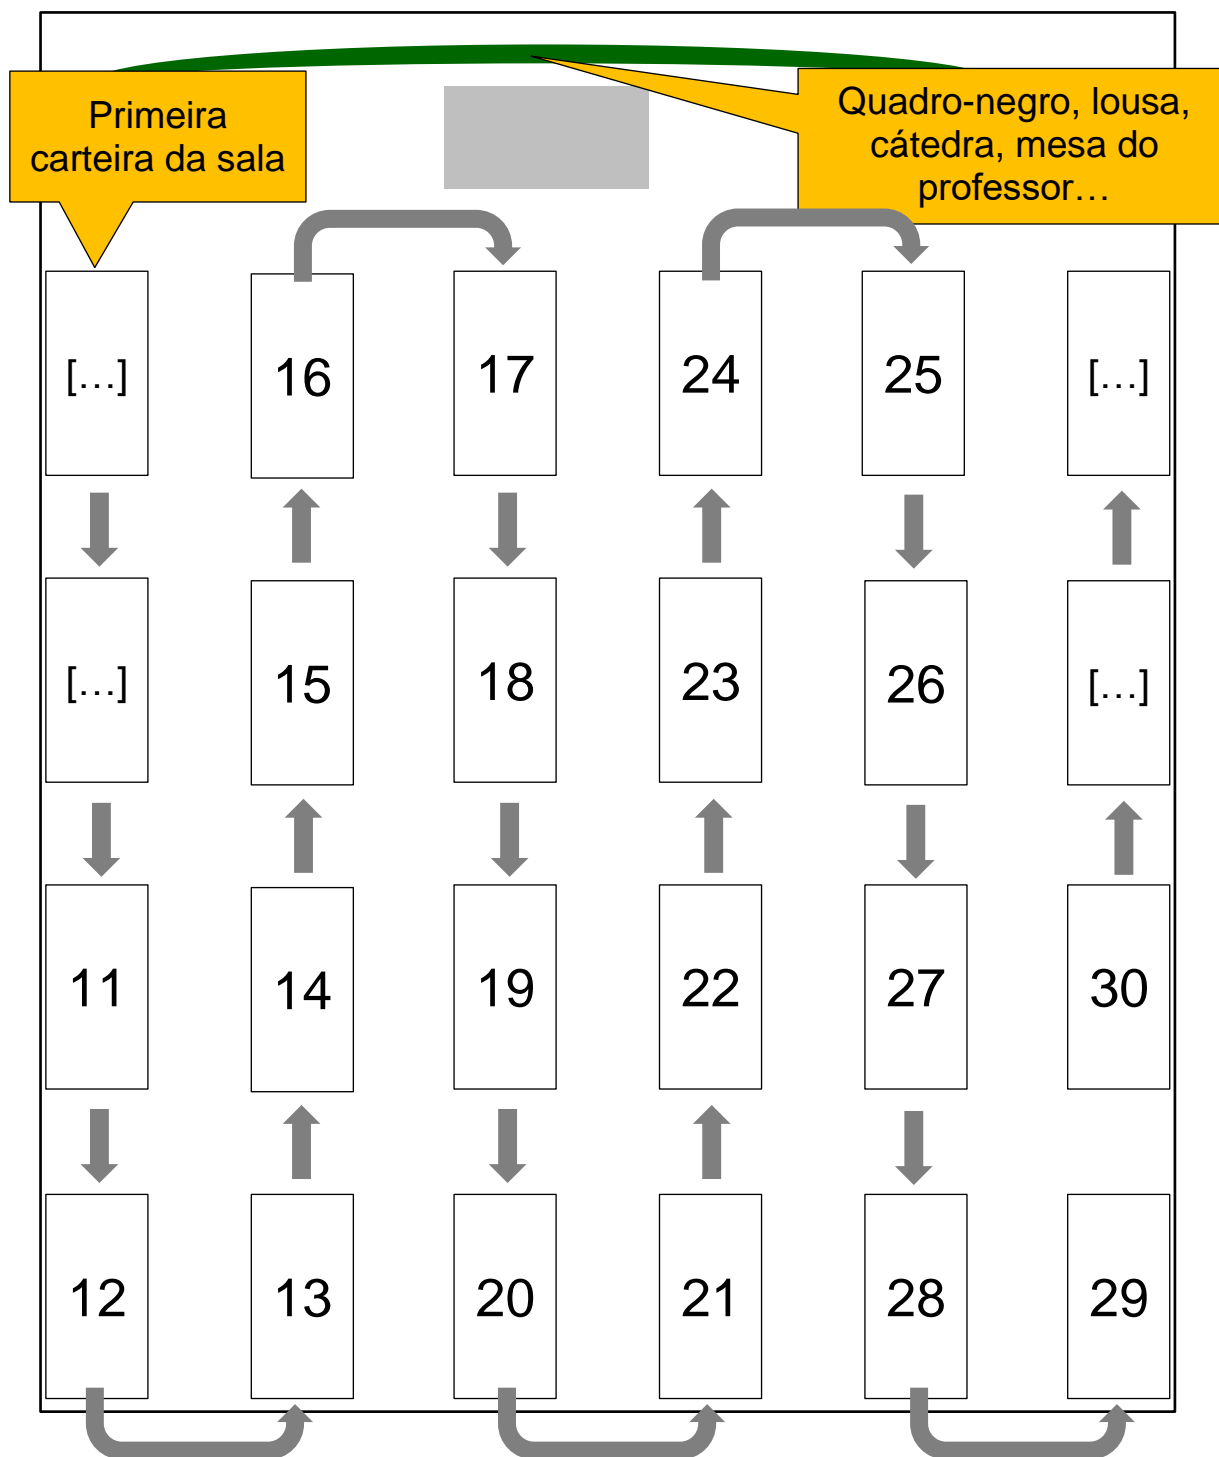 Primeira
carteira da sala
Quadro-negro, lousa,
cátedra, mesa do
professor…
[…] 16 17 24 25 […]
[…] 15 18 23 26 […]
11 14 19 22 27 30
12 13 20 21 28 29